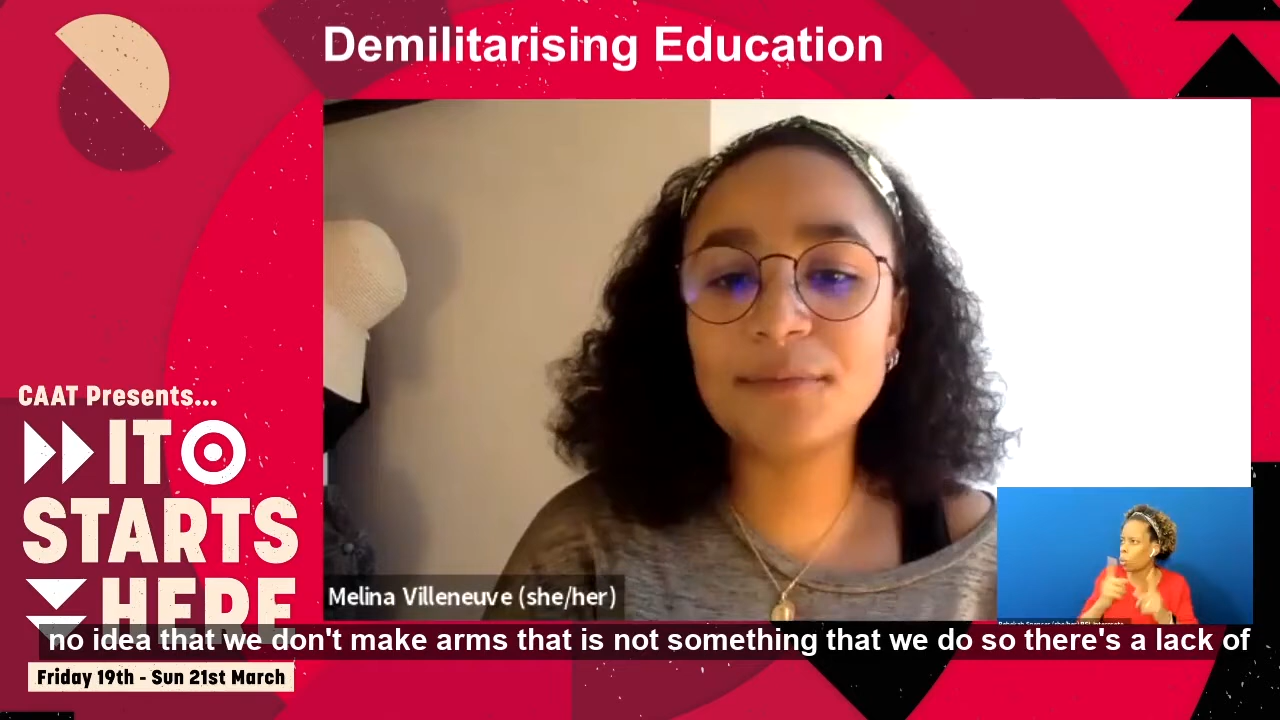 Demilitarising Education
CAAT Presents...
IT
STARTS
HERE
Melina Villeneuve (she/her)
no idea that we don't make arms that is not something that we do so there's a lack of
Friday 19th - Sun 21st March